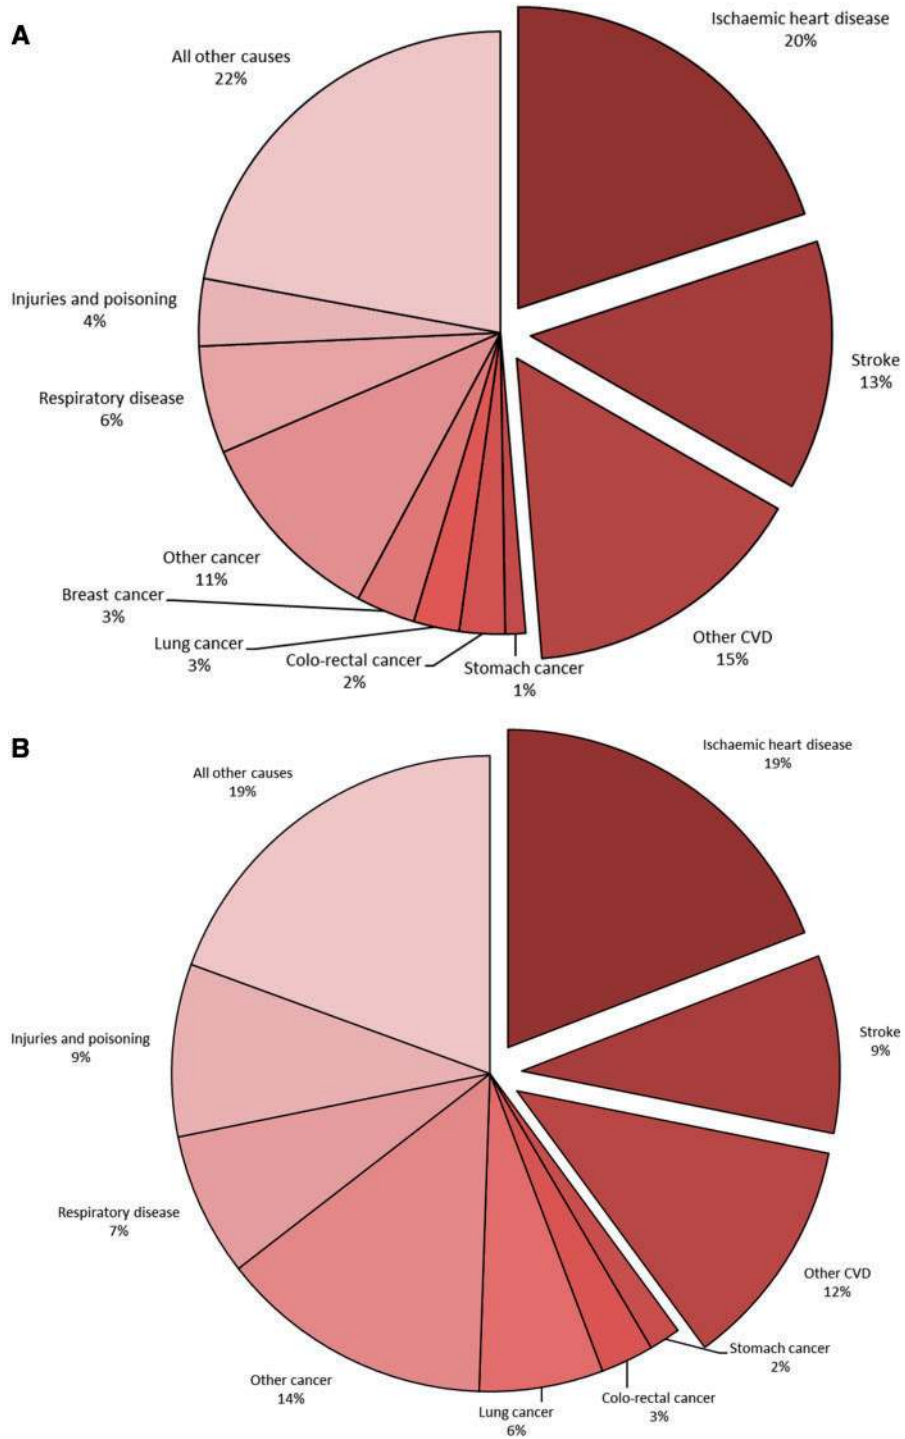 A
Ischaemic heart disease
20%
All other causes
22%
Injuries and poisoning
4%
Stroke
13%
Respiratory disease
6%
Other cancer
11%
Breast cancer
3%
Lung cancer
3%
Colo-rectal cancer
2%
Stomach cancer
1%
Other CVD
15%
B
Ischaemic heart disease
19%
All other causes
19%
Injuries and poisoning
9%
Stroke
9%
Respiratory disease
7%
Other CVD
12%
Stomach cancer
2%
Other cancer
14%
Colo-rectal cancer
3%
Lung cancer
6%